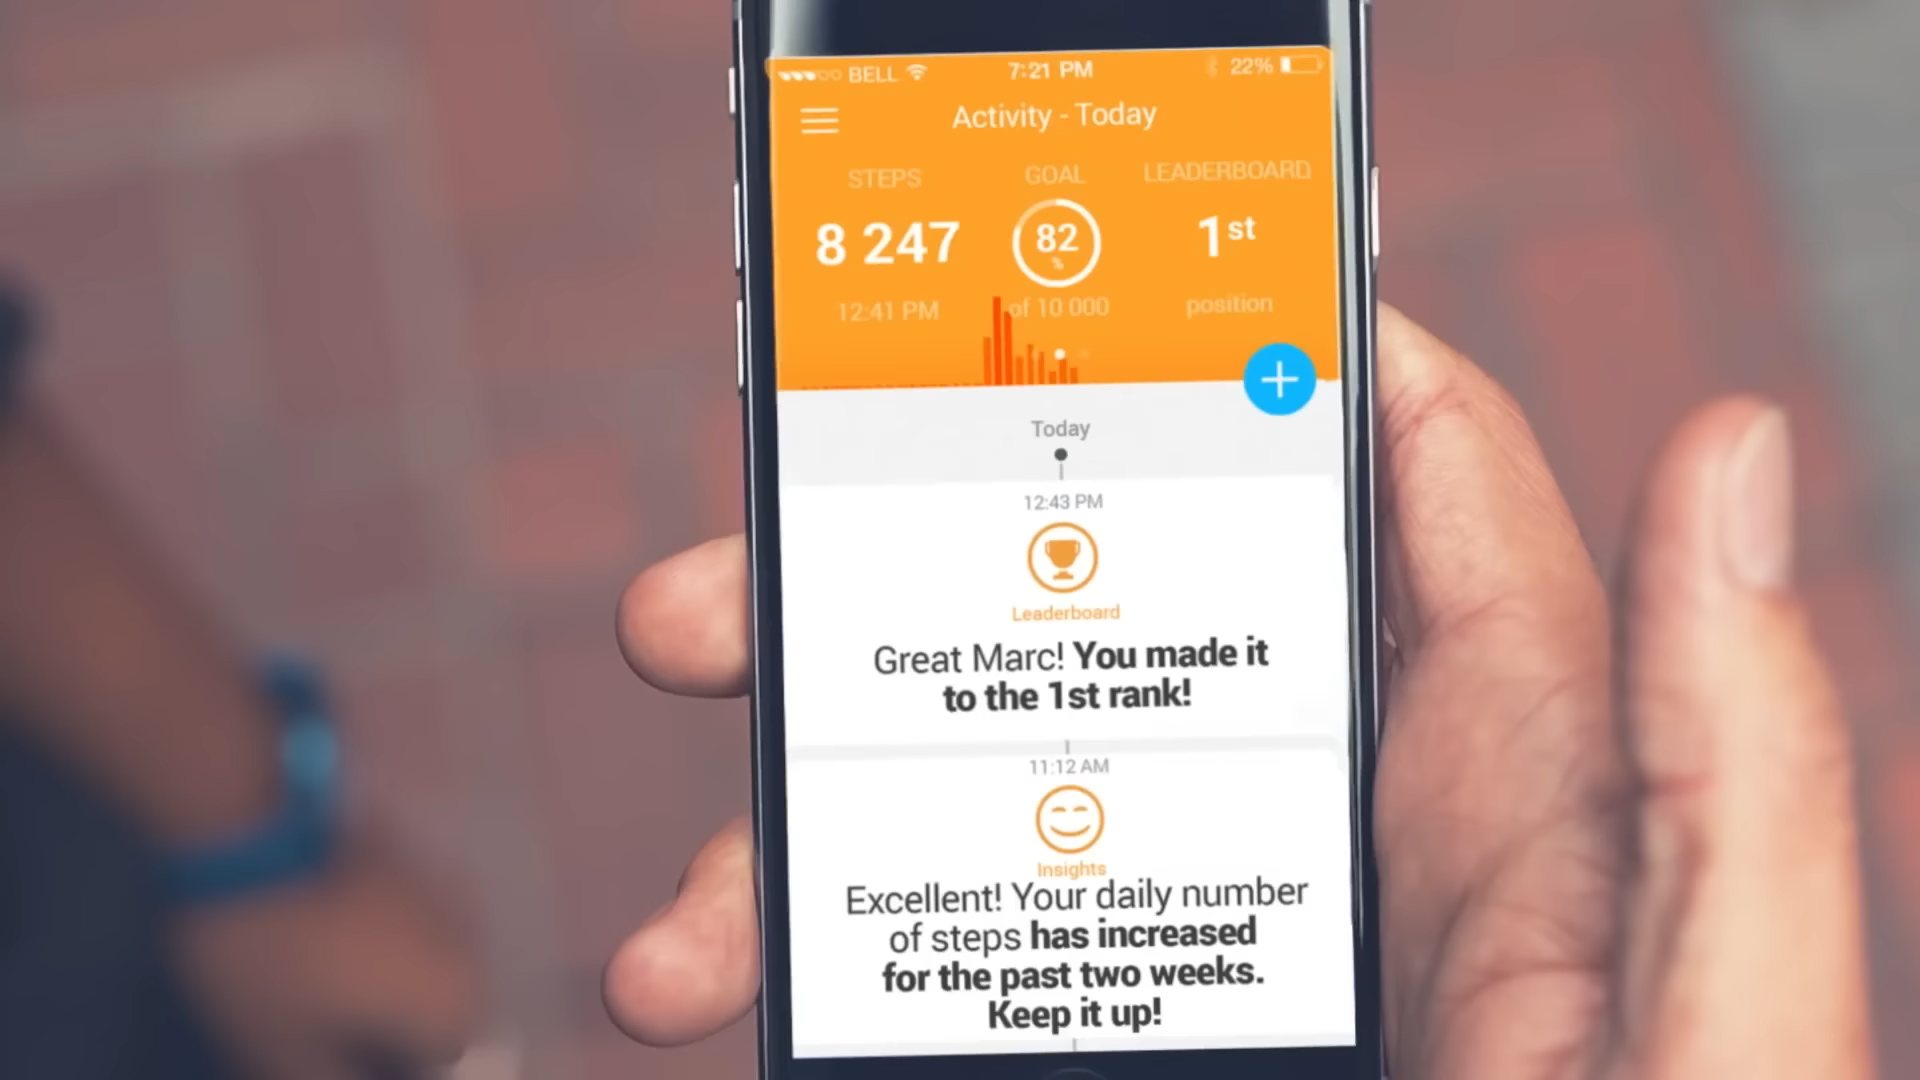 BELL 7:21 PM 22%
Activity - Today
STEPS GOAL LEADERBOARD
8 247 82 % 1st
12:41 PM of 10 000 position
Today
12:43 PM
Leaderboard
Great Marc! You made it
to the 1st rank!
11:12 AM
Insights
Excellent! Your daily number
of steps has increased
for the past two weeks.
Keep it up!